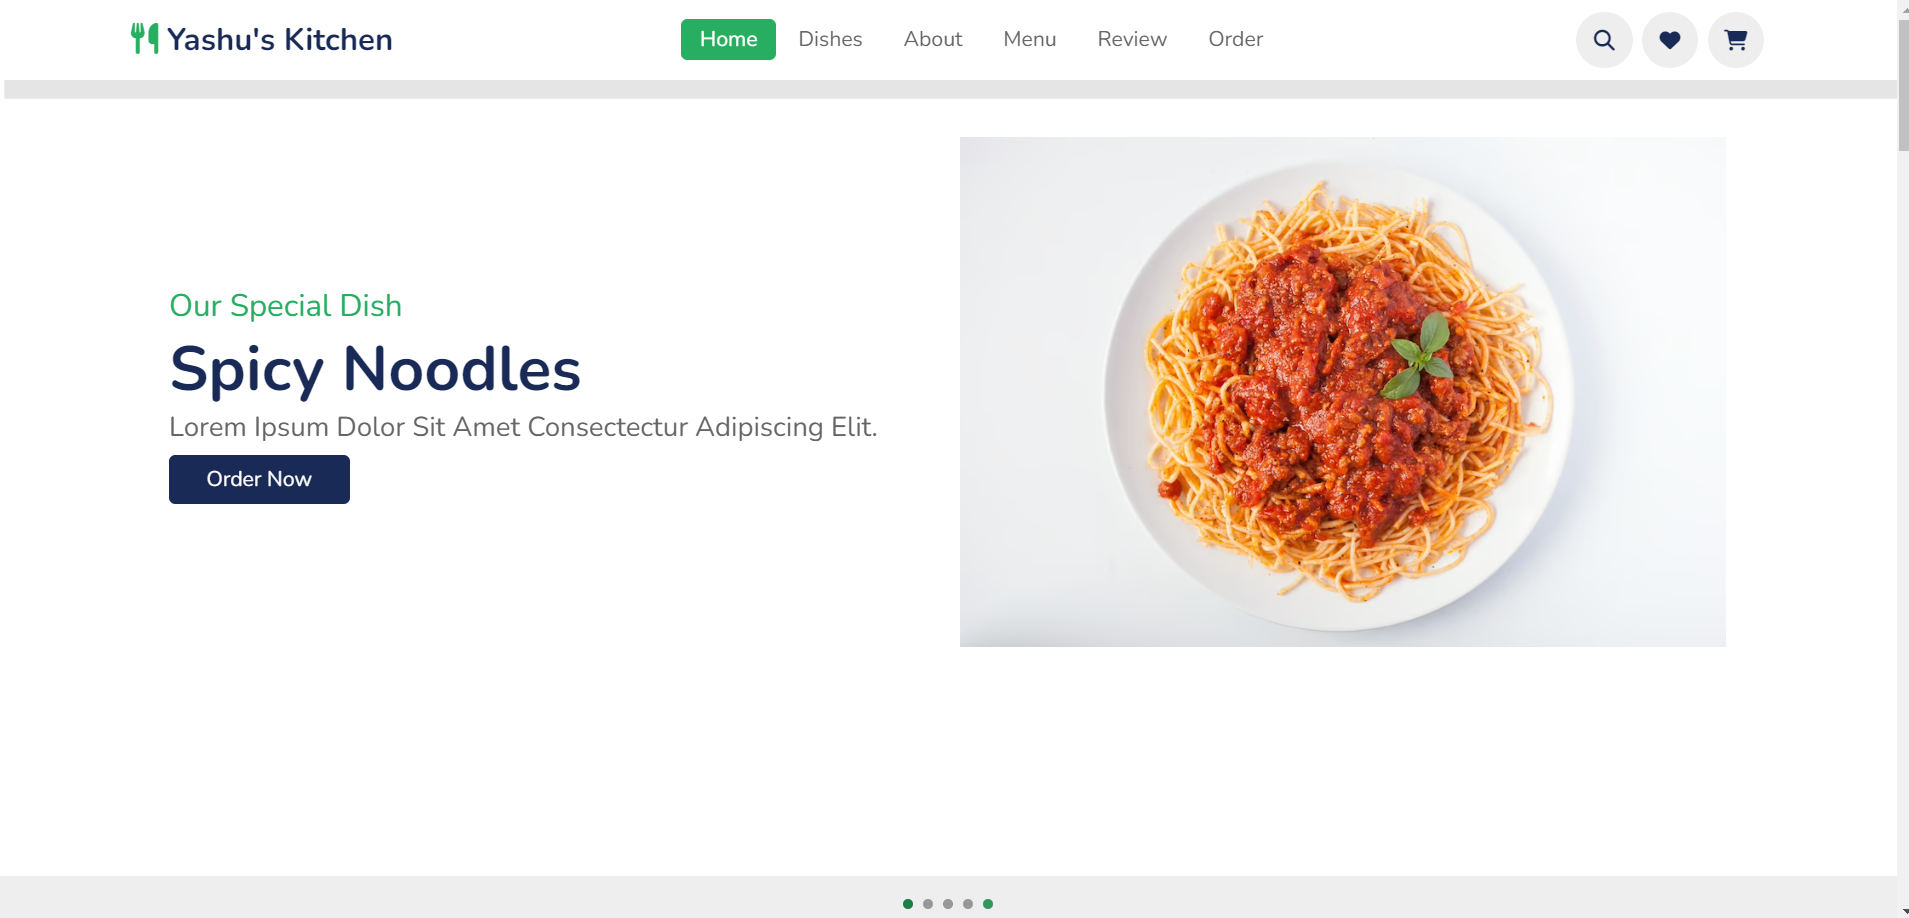 Yashu's Kitchen
Home Dishes About Menu Review Order
Our Special Dish
Spicy Noodles
Lorem Ipsum Dolor Sit Amet Consectectur Adipiscing Elit.
Order Now